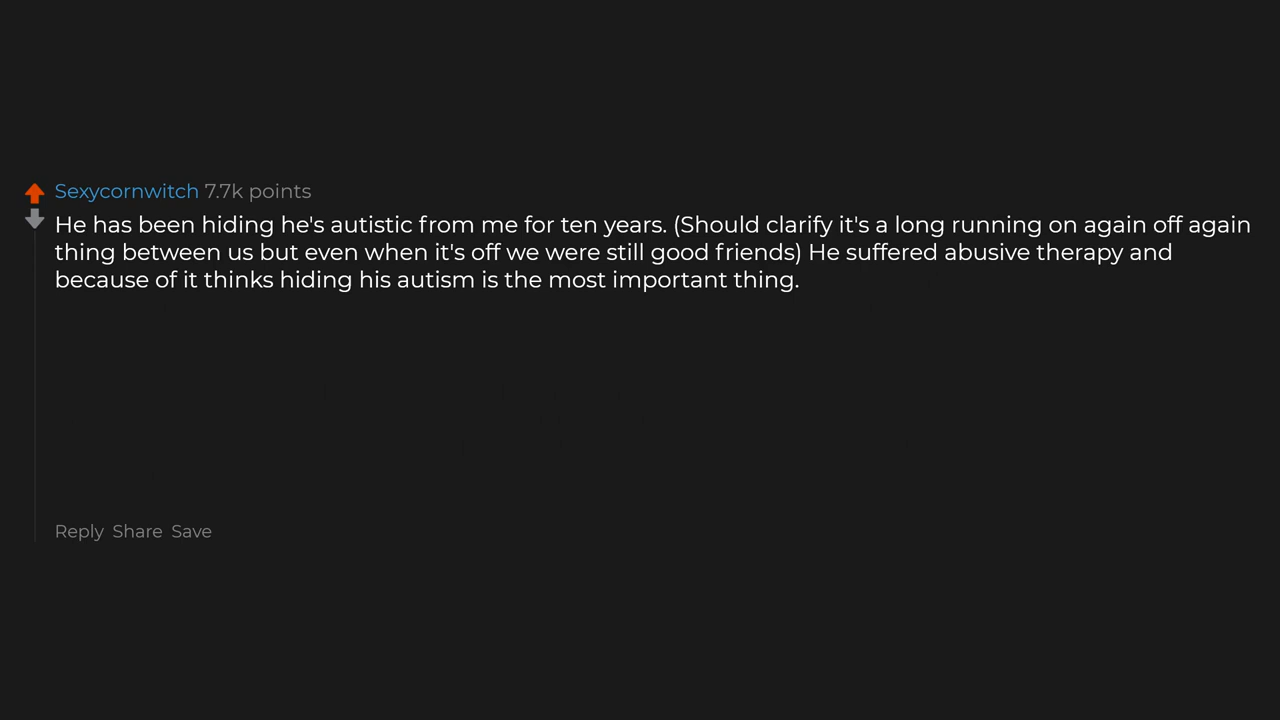 Sexycornwitch 7.7k points
He has been hiding he's autistic from me for ten years. (Should clarify it's a long running on again off again
thing between us but even when it's off we were still good friends) He suffered abusive therapy and
because of it thinks hiding his autism is the most important thing.
Reply Share Save